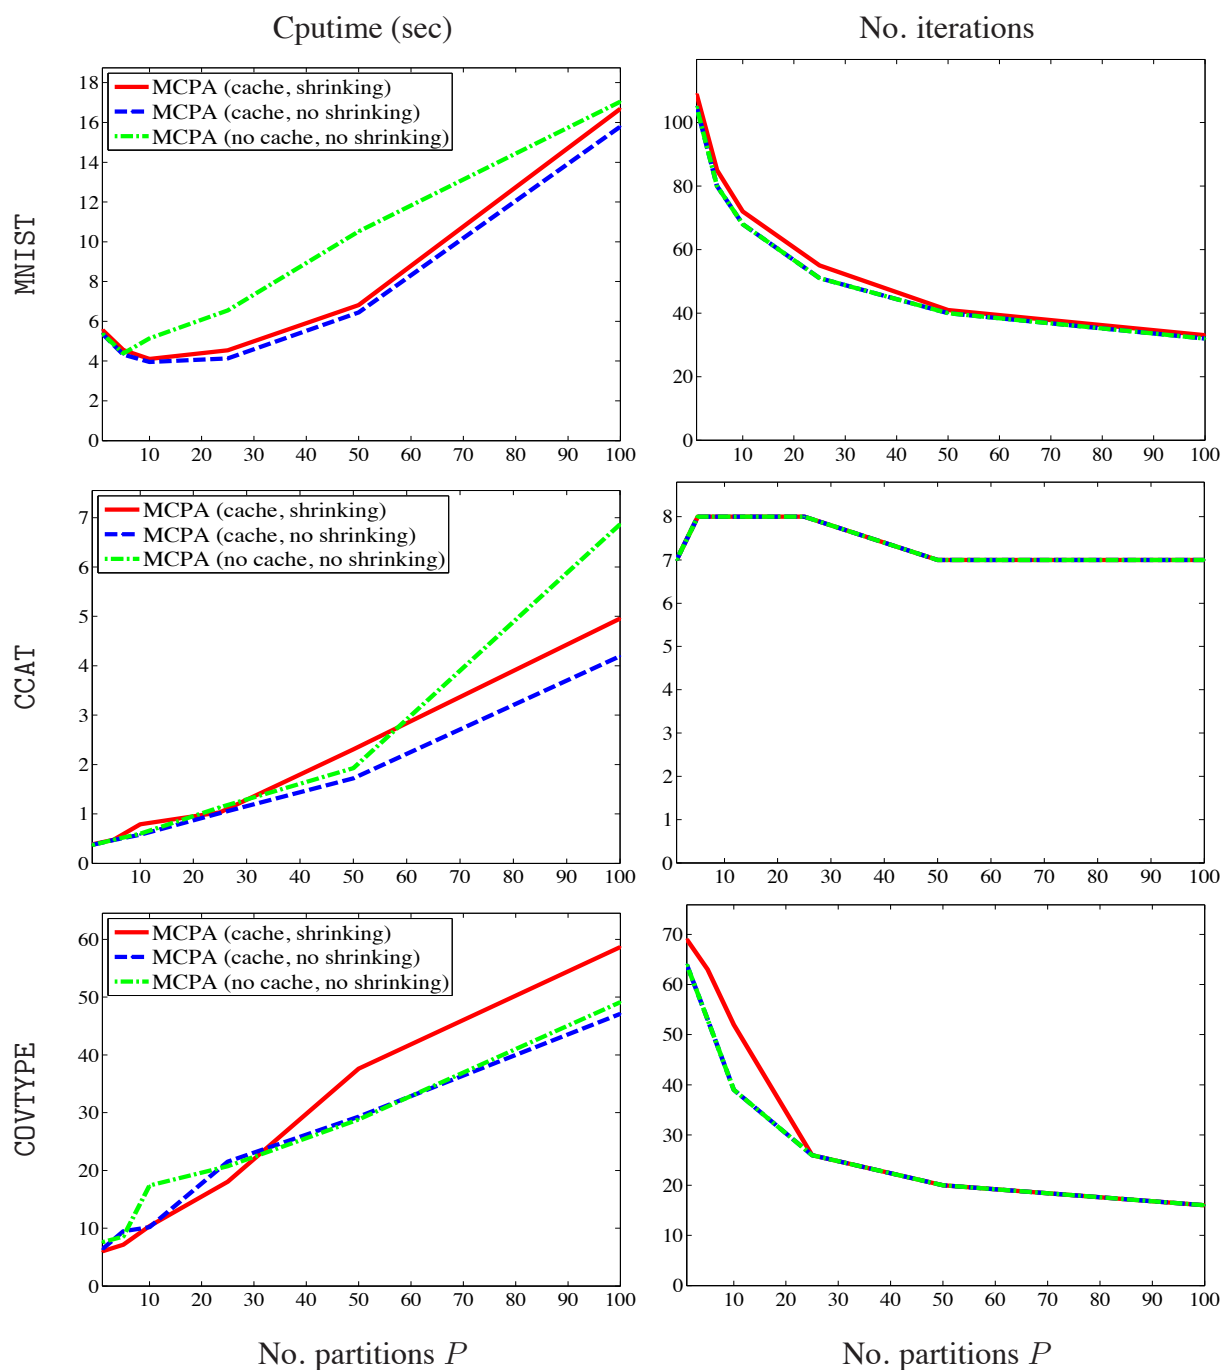 Cputime (sec)
No. iterations
MNIST
18
16
14
12
10
8
6
4
2
0
MCPA (cache, shrinking)
MCPA (cache, no shrinking)
MCPA (no cache, no shrinking)
10 20 30 40 50 60 70 80 90 100
100
80
60
40
20
0
10 20 30 40 50 60 70 80 90 100
CCAT
7
6
5
4
3
2
1
0
MCPA (cache, shrinking)
MCPA (cache, no shrinking)
MCPA (no cache, no shrinking)
10 20 30 40 50 60 70 80 90 100
8
7
6
5
4
3
2
1
0
10 20 30 40 50 60 70 80 90 100
COVTYPE
60
50
40
30
20
10
0
MCPA (cache, shrinking)
MCPA (cache, no shrinking)
MCPA (no cache, no shrinking)
10 20 30 40 50 60 70 80 90 100
70
60
50
40
30
20
10
0
10 20 30 40 50 60 70 80 90 100
No. partitions P
No. partitions P